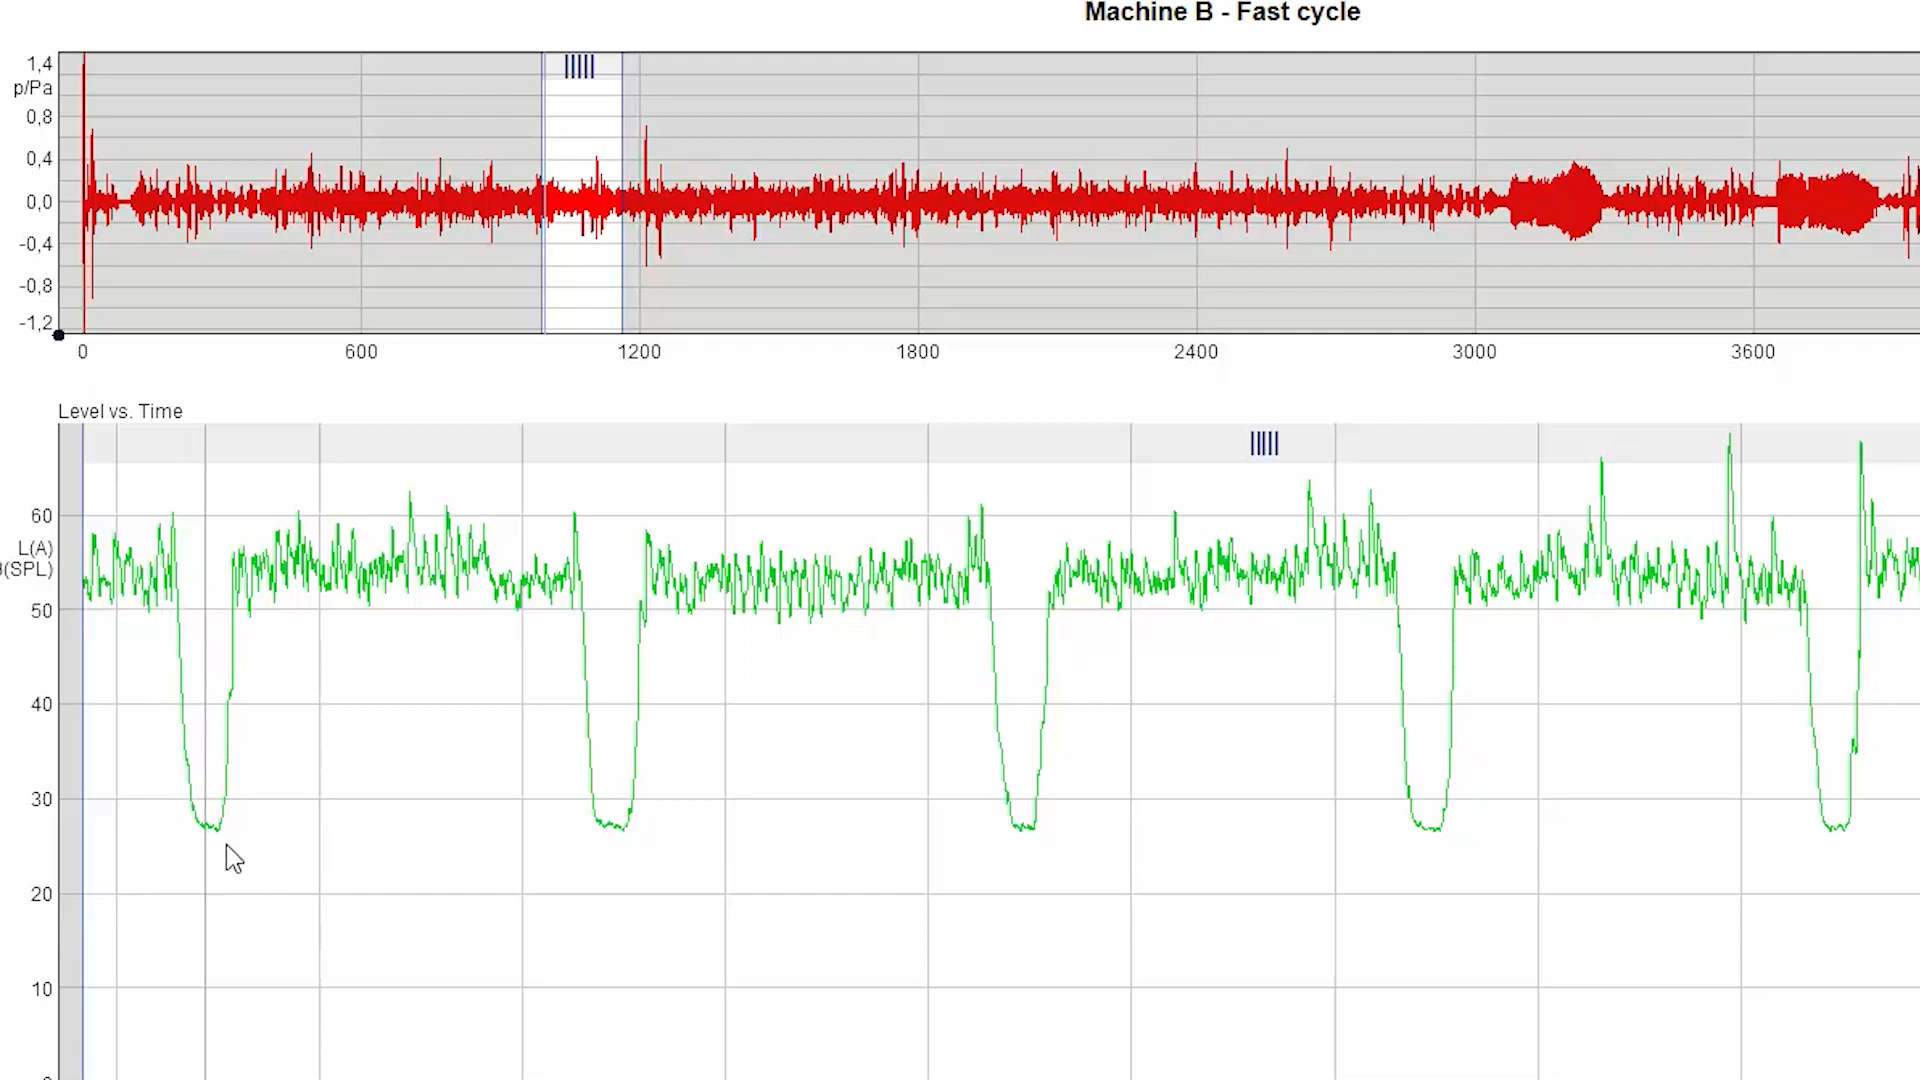 Machine B - Fast cycle
1,4
p/Pa
0,8
0,4
0,0
-0,4
-0,8
-1,2
0 600 1200 1800 2400 3000 3600
Level vs. Time
60
L(A)
(SPL)
50
40
30
20
10